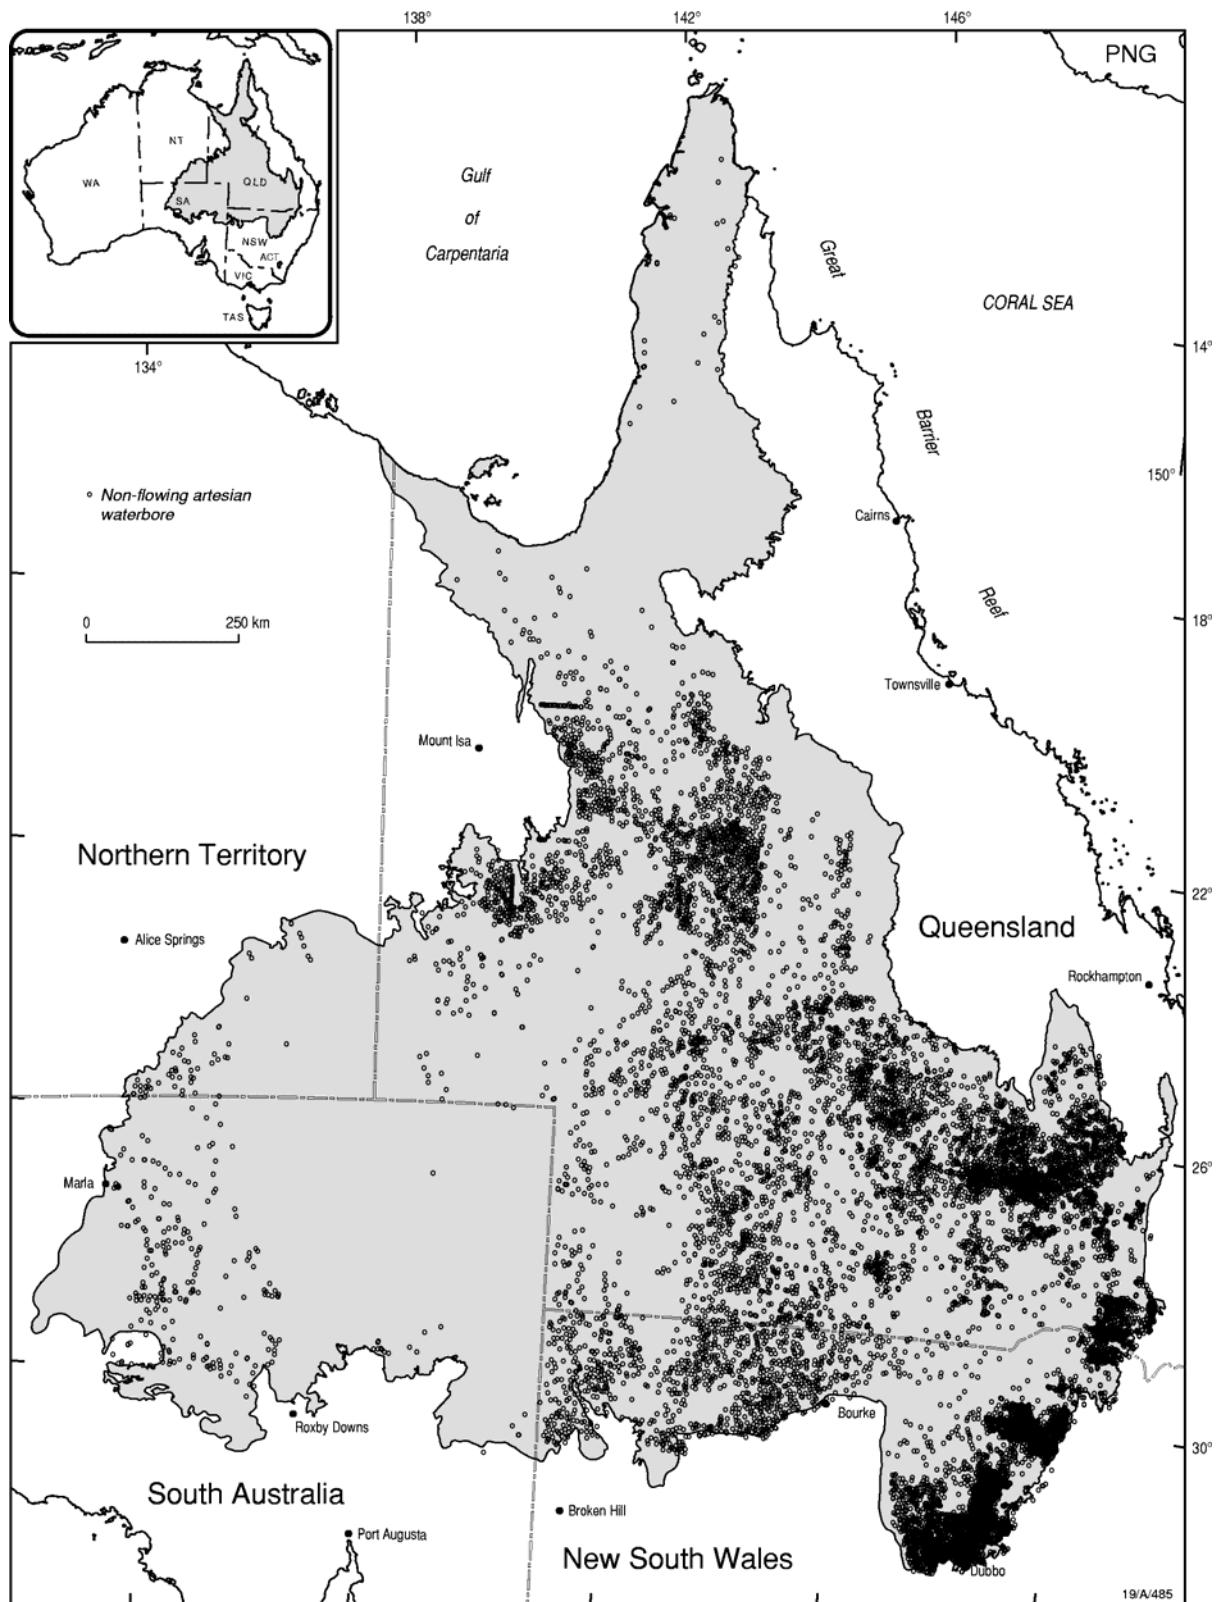 138°
142°
146°
PNG
NT
WA
QLD
SA
NSW
ACT
VIC
TAS
Gulf
of
Carpentaria
Great
CORAL SEA
134°
14°
Barrier
Non-flowing artesian
waterbore
150°
Cairns
Reef
0
250 km
18°
Townsville
Mount Isa
Northern Territory
22°
Queensland
Alice Springs
Rockhampton
26°
Marla
Roxby Downs
Bourke
30°
South Australia
Broken Hill
Port Augusta
New South Wales
Dubbo
19/A/485